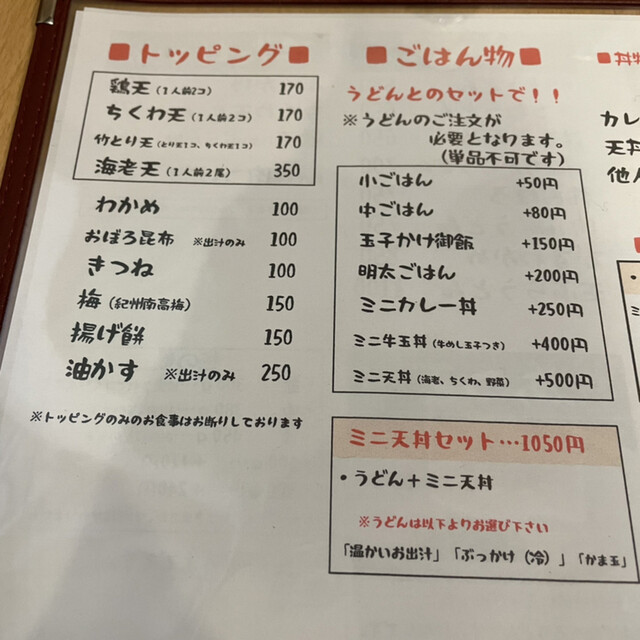 ■トッピング■
鶏天（1人前2コ） 170
ちくわ天（1人前2コ） 170
竹とり天（とり天1コ、ちくわ天1コ） 170
海老天（1人前2尾） 350
わかめ 100
おぼろ昆布 ※出汁のみ 100
きつね 100
梅（紀州南高梅） 150
揚げ餅 150
油かす ※出汁のみ 250
※トッピングのみのお食事はお断りしております
■ごはん物■
うどんとのセットで！！
※うどんのご注文が
必要となります。
（単品不可です）
小ごはん +50円
中ごはん +80円
玉子かけ御飯 +150円
明太ごはん +200円
ミニカレー丼 +250円
ミニ牛玉丼（牛めし玉子つき） +400円
ミニ天丼（海老、ちくわ、野菜） +500円
ミニ天丼セット…1050円
・うどん＋ミニ天丼
※うどんは以下よりお選び下さい
「温かいお出汁」「ぶっかけ（冷）」「かま玉」
■丼物
カレ
天丼
他人